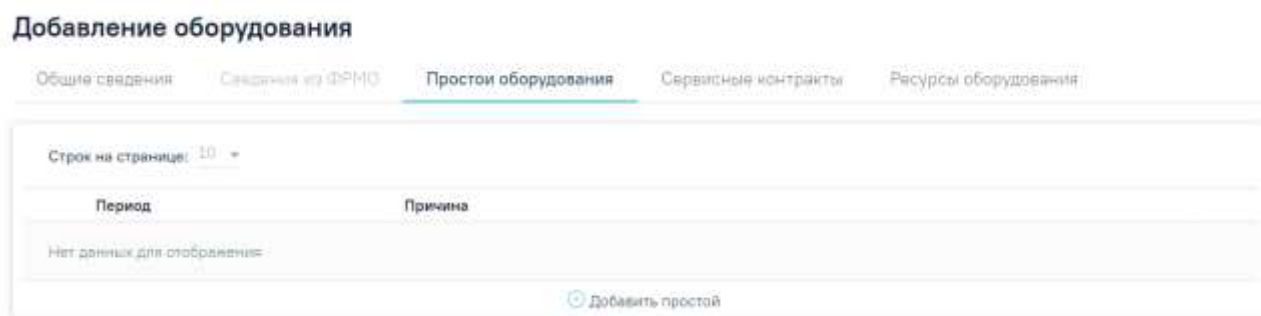 Добавление оборудования
Общие сведения Сведения из ФРМО Простои оборудования Сервисные контракты Ресурсы оборудования
Строк на странице: 10
Период Причина
Нет данных для отображения
Добавить простой